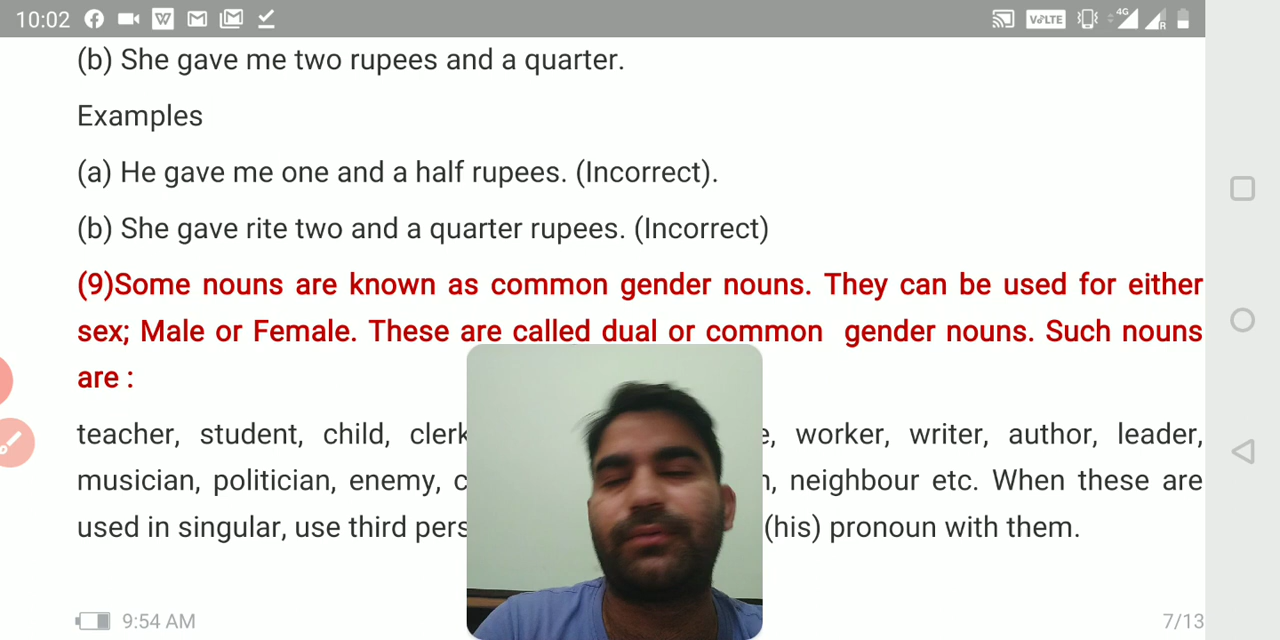 10:02
VoLTE
4G
R
(b) She gave me two rupees and a quarter.
Examples
(a) He gave me one and a half rupees. (Incorrect).
(b) She gave rite two and a quarter rupees. (Incorrect)
(9)Some nouns are known as common gender nouns. They can be used for either
sex; Male or Female. These are called dual or common gender nouns. Such nouns
are :
teacher, student, child, clerk worker, writer, author, leader,
musician, politician, enemy, neighbour etc. When these are
used in singular, use third (his) pronoun with them.
9:54 AM
7/13